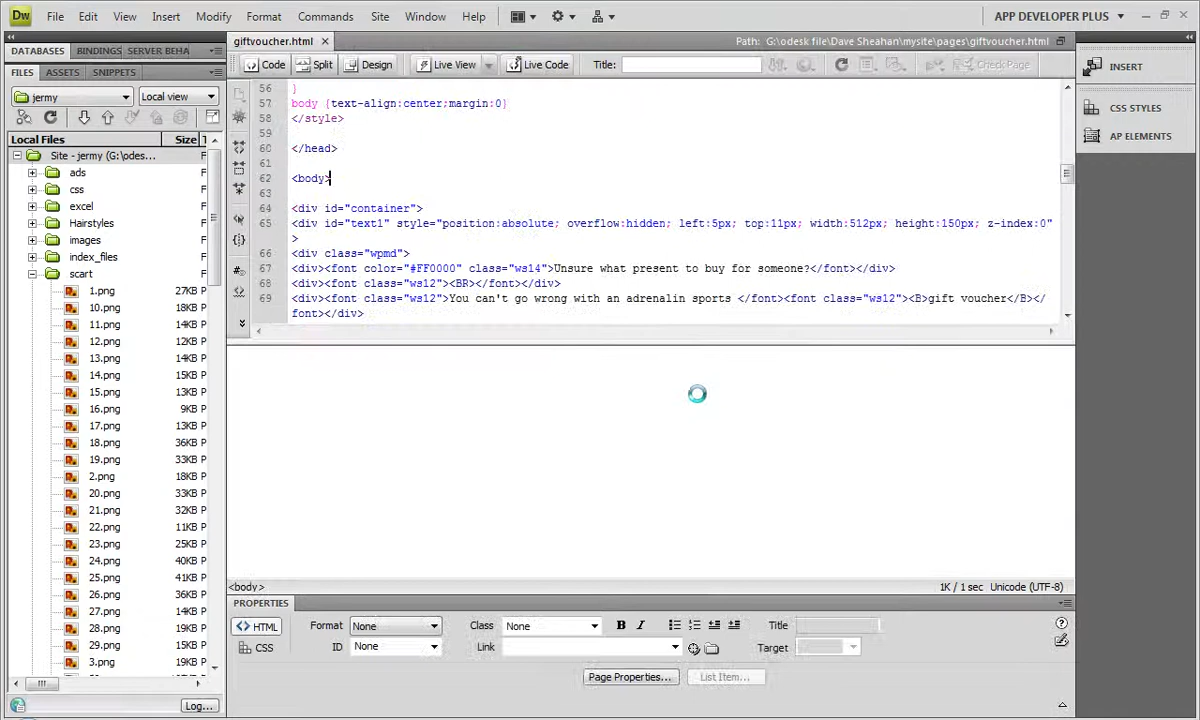 Dw File Edit View Insert Modify Format Commands Site Window Help APP DEVELOPER PLUS
DATABASES BINDINGS SERVER BEHA
giftvoucher.html Path: G:\odesk file\Dave Sheahan\mysite\pages\giftvoucher.html
Code Split Design Live View Live Code Title: Check Page
FILES ASSETS SNIPPETS
jermy Local view
Local Files Size T
Site - jermy (G:\odes... F
ads F
css F
excel F
Hairstyles F
images F
index_files F
scart F
1.png 27KB P
10.png 18KB P
11.png 14KB P
12.png 12KB P
13.png 14KB P
14.png 15KB P
15.png 13KB P
16.png 9KB P
17.png 13KB P
18.png 36KB P
19.png 33KB P
2.png 18KB P
20.png 33KB P
21.png 32KB P
22.png 11KB P
23.png 25KB P
24.png 40KB P
25.png 41KB P
26.png 32KB P
27.png 14KB P
28.png 19KB P
29.png 15KB P
3.png 19KB P
Log...
56 }
57 body {text-align:center;margin:0}
58 </style>
59
60 </head>
61
62 <body>
63
64 <div id="container">
65 <div id="text1" style="position:absolute; overflow:hidden; left:5px; top:11px; width:512px; height:150px; z-index:0"
>
66 <div class="wpmd">
67 <div><font color="#FF0000" class="ws14">Unsure what present to buy for someone?</font></div>
68 <div><font class="ws12"><BR></font></div>
69 <div><font class="ws12">You can't go wrong with an adrenalin sports </font><font class="ws12"><B>gift voucher</B></
font></div>
<body> 1K / 1 sec Unicode (UTF-8)
PROPERTIES
<> HTML Format None Class None B I Title
CSS ID None Link Target
Page Properties... List Item...
INSERT
CSS STYLES
AP ELEMENTS